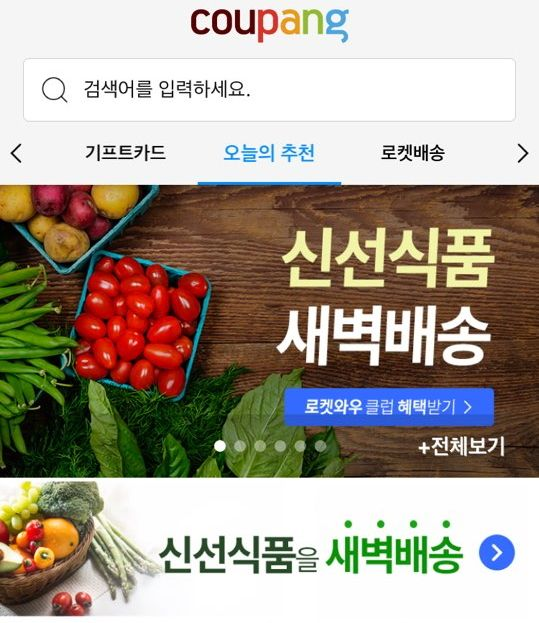 coupang
검색어를 입력하세요.
기프트카드 오늘의 추천 로켓배송
신선식품
새벽배송
로켓와우 클럽 혜택받기 >
+전체보기
신선식품을 새벽배송